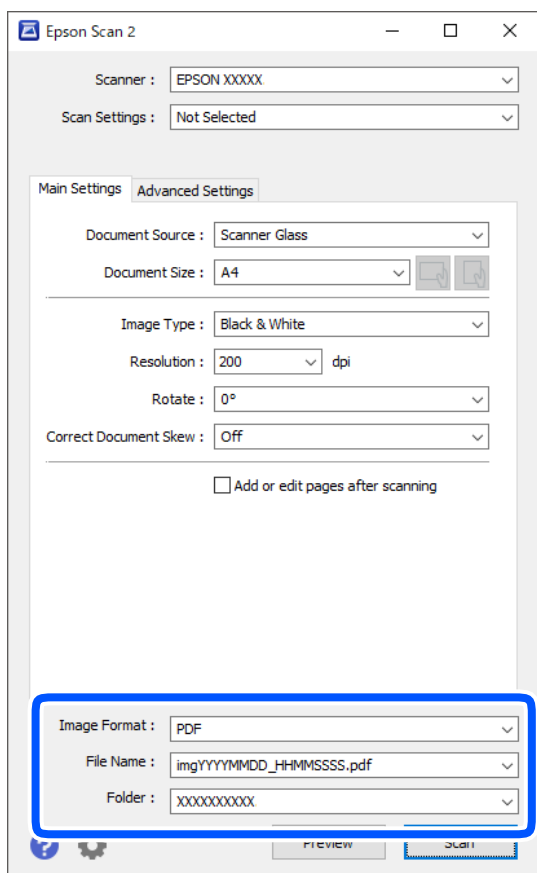 Epson Scan 2
Scanner : EPSON XXXXX
Scan Settings : Not Selected
Main Settings Advanced Settings
Document Source : Scanner Glass
Document Size : A4
Image Type : Black & White
Resolution : 200 dpi
Rotate : 0°
Correct Document Skew : Off
Add or edit pages after scanning
Image Format : PDF
File Name : imgYYYYMMDD_HHMMSSSS.pdf
Folder : XXXXXXXXXX
? Preview Scan